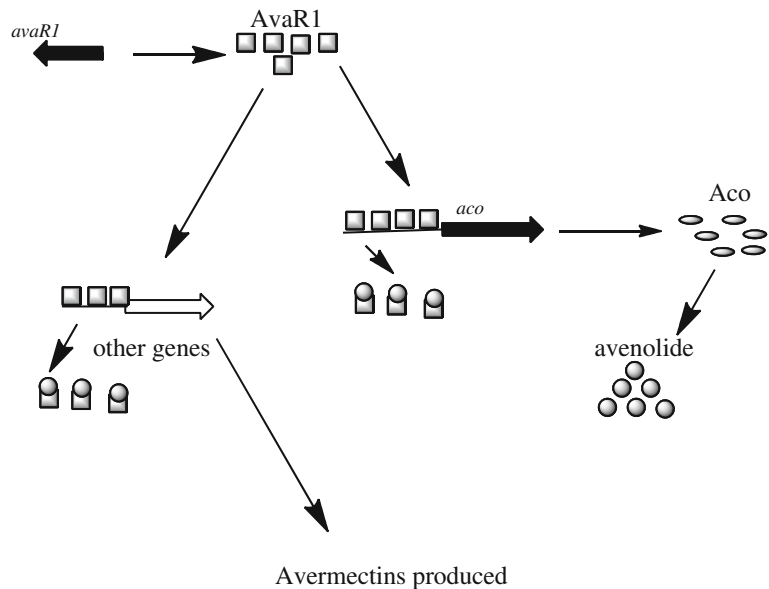 AvaR1
avaR1
aco
Aco
other genes
avenolide
Avermectins produced